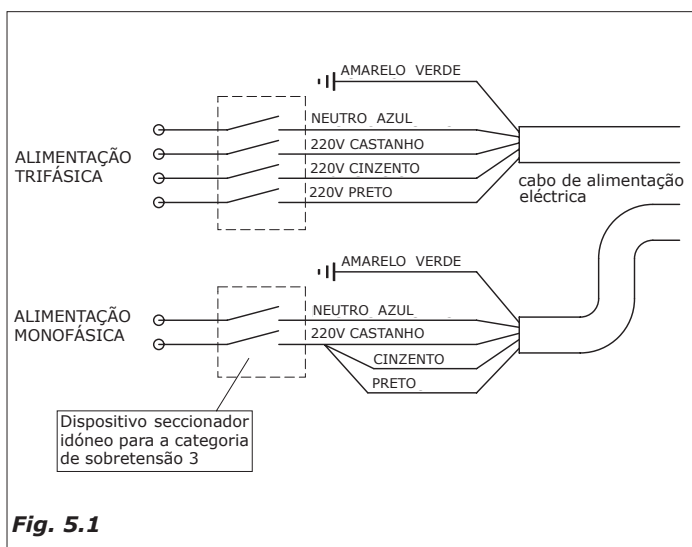 AMARELO VERDE
NEUTRO AZUL
220V CASTANHO
220V CINZENTO
220V PRETO
ALIMENTAÇÃO
TRIFÁSICA
cabo de alimentação
eléctrica
AMARELO VERDE
NEUTRO AZUL
220V CASTANHO
CINZENTO
PRETO
ALIMENTAÇÃO
MONOFÁSICA
Dispositivo seccionador
idóneo para a categoria
de sobretensão 3
Fig. 5.1